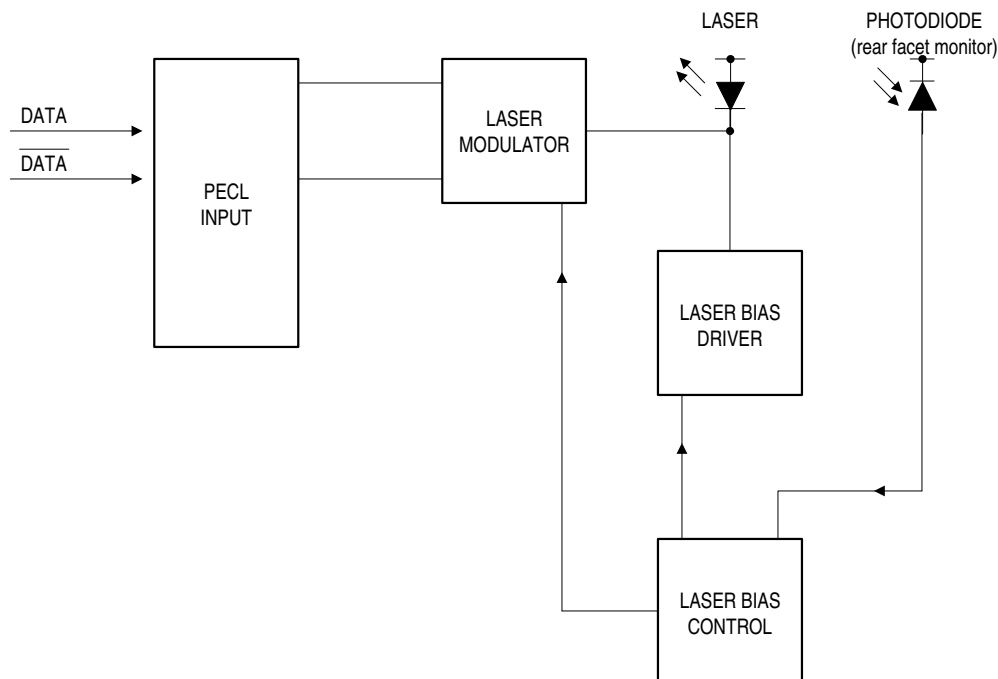 LASER
PHOTODIODE
(rear facet monitor)
DATA
DATA
PECL
INPUT
LASER
MODULATOR
LASER BIAS
DRIVER
LASER BIAS
CONTROL